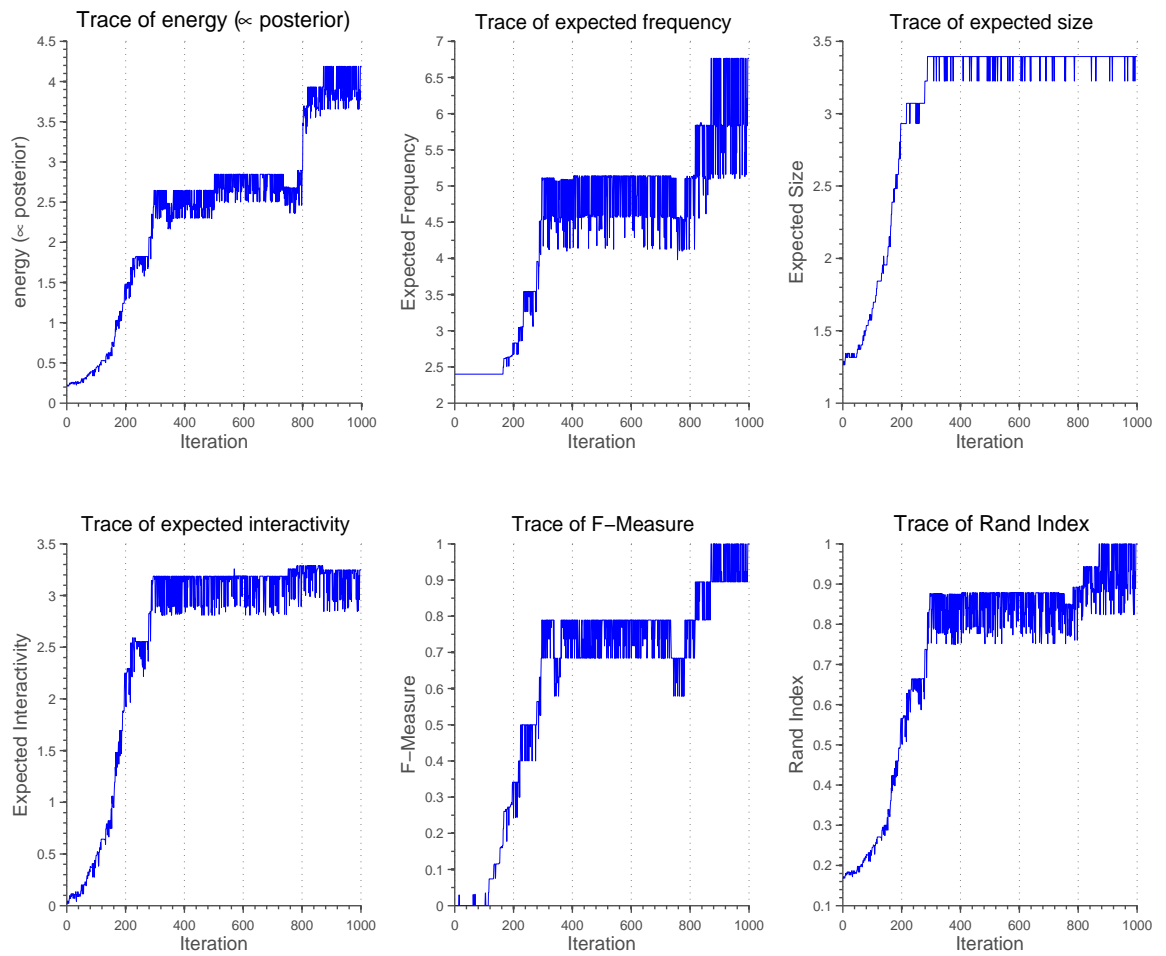 Trace of energy (∝ posterior)
4.5
4
3.5
3
2.5
2
1.5
1
0.5
0
energy (∝ posterior)
0 200 400 600 800 1000
Iteration
Trace of expected frequency
7
6.5
6
5.5
5
4.5
4
3.5
3
2.5
2
Expected Frequency
0 200 400 600 800 1000
Iteration
Trace of expected size
3.5
3
2.5
2
1.5
1
Expected Size
0 200 400 600 800 1000
Iteration
Trace of expected interactivity
3.5
3
2.5
2
1.5
1
0.5
0
Expected Interactivity
0 200 400 600 800 1000
Iteration
Trace of F−Measure
1
0.9
0.8
0.7
0.6
0.5
0.4
0.3
0.2
0.1
0
F−Measure
0 200 400 600 800 1000
Iteration
Trace of Rand Index
1
0.9
0.8
0.7
0.6
0.5
0.4
0.3
0.2
0.1
Rand Index
0 200 400 600 800 1000
Iteration